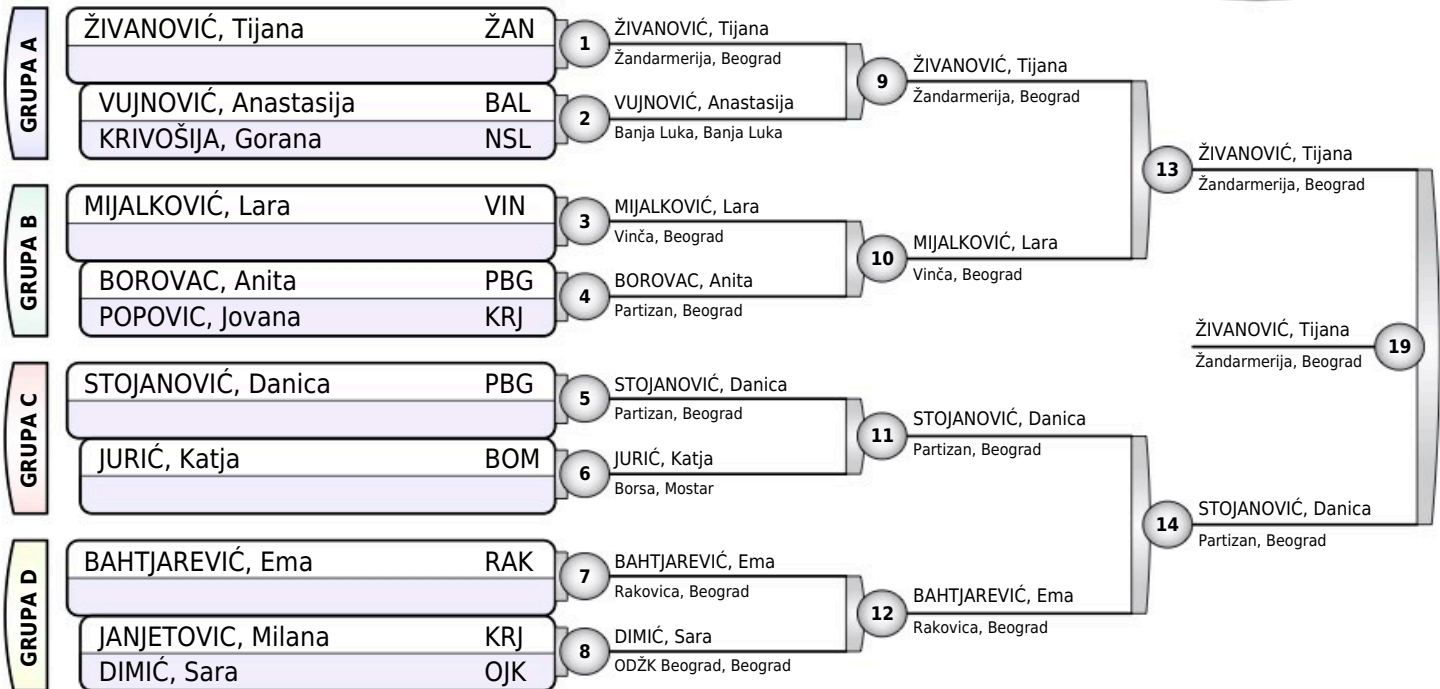 GRUPA A
ŽIVANOVIĆ, Tijana ŽAN
VUJNOVIĆ, Anastasija BAL
KRIVOŠIJA, Gorana NSL
1
ŽIVANOVIĆ, Tijana
Žandarmerija, Beograd
2
VUJNOVIĆ, Anastasija
Banja Luka, Banja Luka
9
ŽIVANOVIĆ, Tijana
Žandarmerija, Beograd
GRUPA B
MIJALKOVIĆ, Lara VIN
BOROVAC, Anita PBG
POPOVIC, Jovana KRJ
3
MIJALKOVIĆ, Lara
Vinča, Beograd
4
BOROVAC, Anita
Partizan, Beograd
10
MIJALKOVIĆ, Lara
Vinča, Beograd
13
ŽIVANOVIĆ, Tijana
Žandarmerija, Beograd
GRUPA C
STOJANOVIĆ, Danica PBG
JURIĆ, Katja BOM
5
STOJANOVIĆ, Danica
Partizan, Beograd
6
JURIĆ, Katja
Borsa, Mostar
11
STOJANOVIĆ, Danica
Partizan, Beograd
GRUPA D
BAHTJAREVIĆ, Ema RAK
JANJETOVIC, Milana KRJ
DIMIĆ, Sara OJK
7
BAHTJAREVIĆ, Ema
Rakovica, Beograd
8
DIMIĆ, Sara
ODŽK Beograd, Beograd
12
BAHTJAREVIĆ, Ema
Rakovica, Beograd
14
STOJANOVIĆ, Danica
Partizan, Beograd
ŽIVANOVIĆ, Tijana
Žandarmerija, Beograd
19